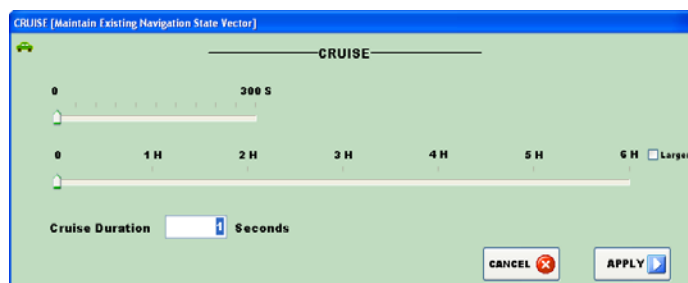 CRUISE [Maintain Existing Navigation State Vector]
CRUISE
0 300 S
0 1 H 2 H 3 H 4 H 5 H 6 H Larger
Cruise Duration 1 Seconds
CANCEL APPLY